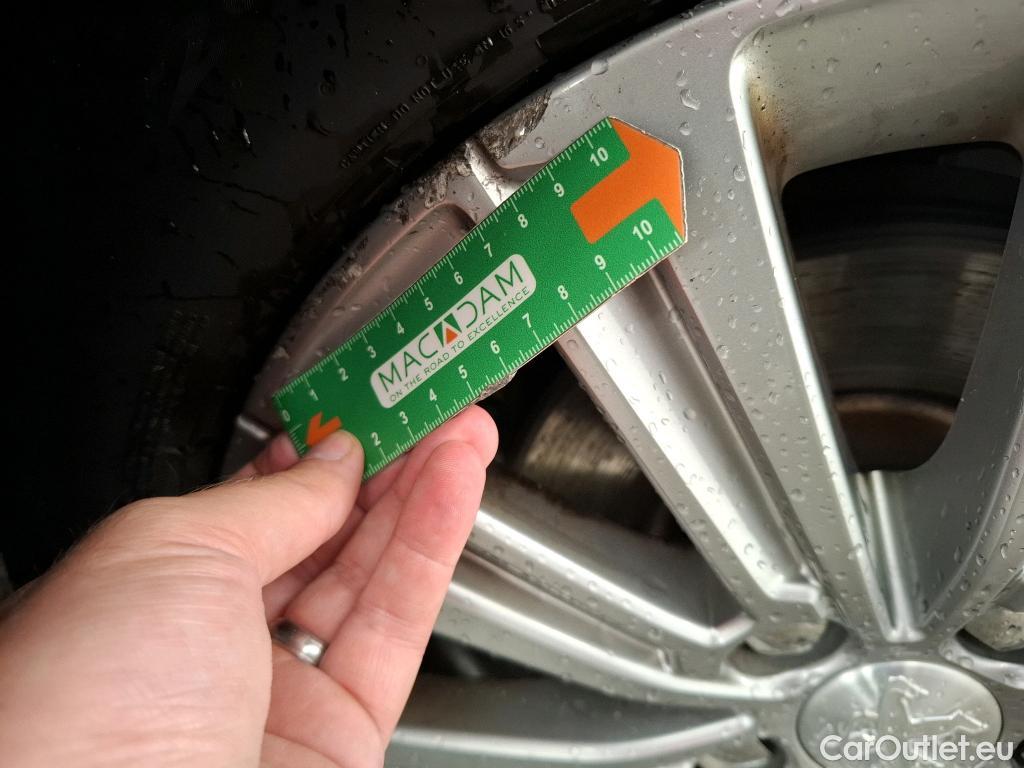 10
0 1 2 3 4 5 6 7 8 9
MACADAM
ON THE ROAD TO EXCELLENCE
2 3 4 5 6 7 8 9 10
CarOutlet.eu